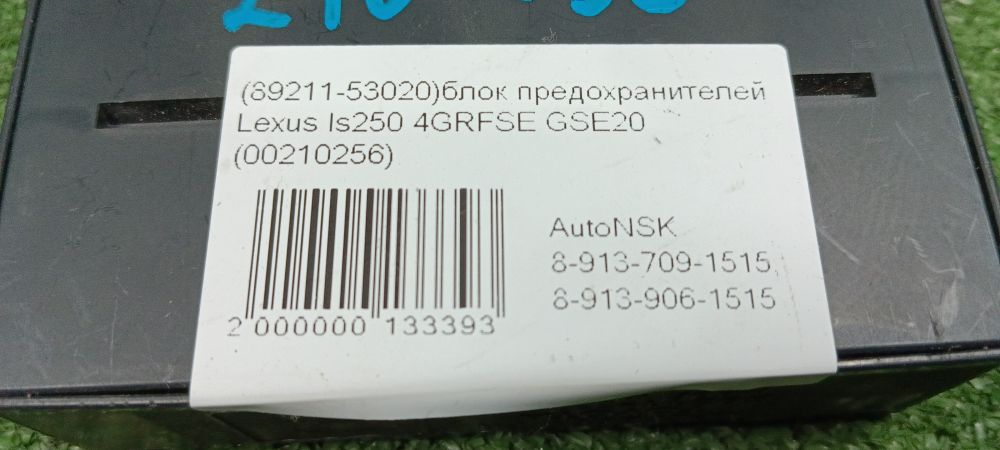 (89211-53020)блок предохранителей
Lexus Is250 4GRFSE GSE20
(00210256)
AutoNSK
8-913-709-1515
8-913-906-1515
2 000000 133393